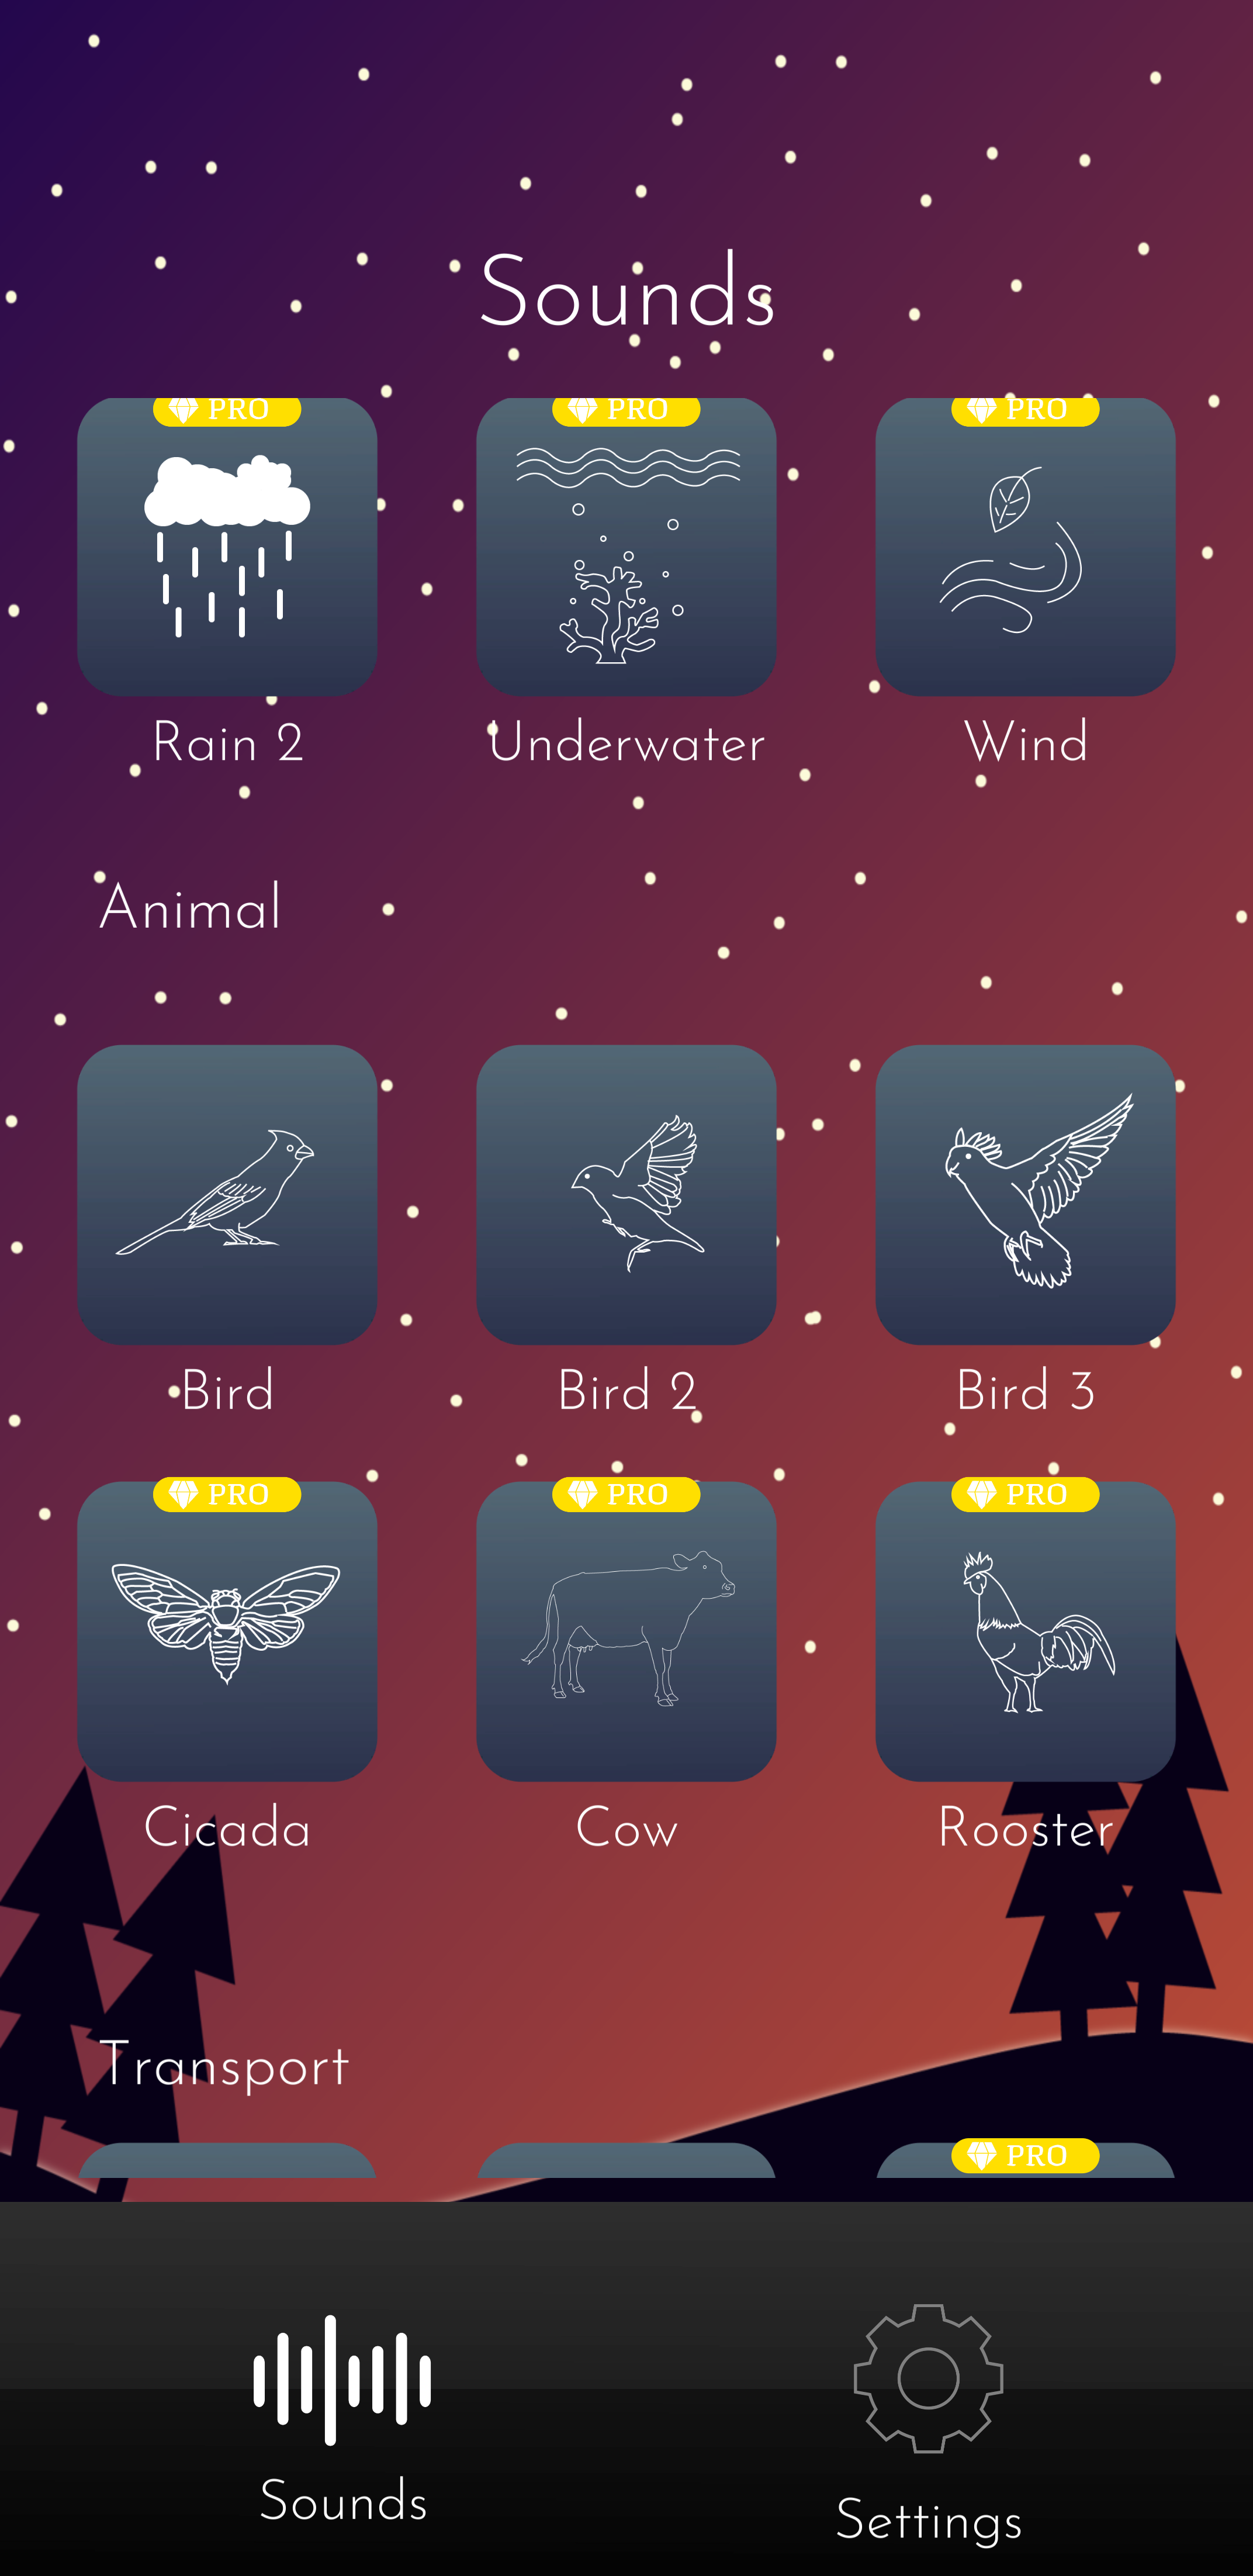 Sounds
PRO PRO PRO
Rain 2 Underwater Wind
Animal
Bird Bird 2 Bird 3
PRO PRO PRO
Cicada Cow Rooster
Transport
PRO
Sounds Settings